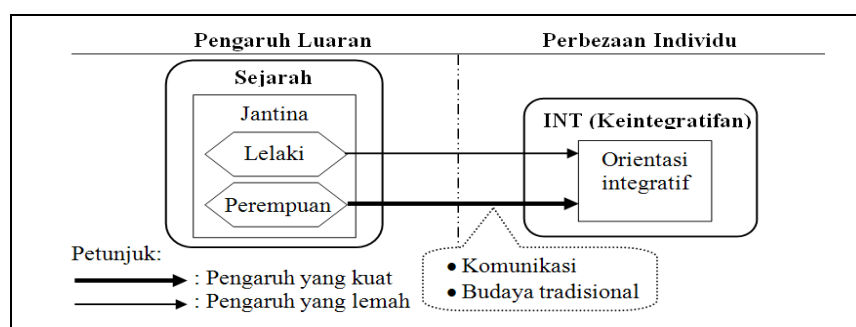 Pengaruh Luaran
Perbezaan Individu
Sejarah
Jantina
Lelaki
Perempuan
INT (Keintegratifan)
Orientasi
integratif
• Komunikasi
• Budaya tradisional
Petunjuk:
: Pengaruh yang kuat
: Pengaruh yang lemah